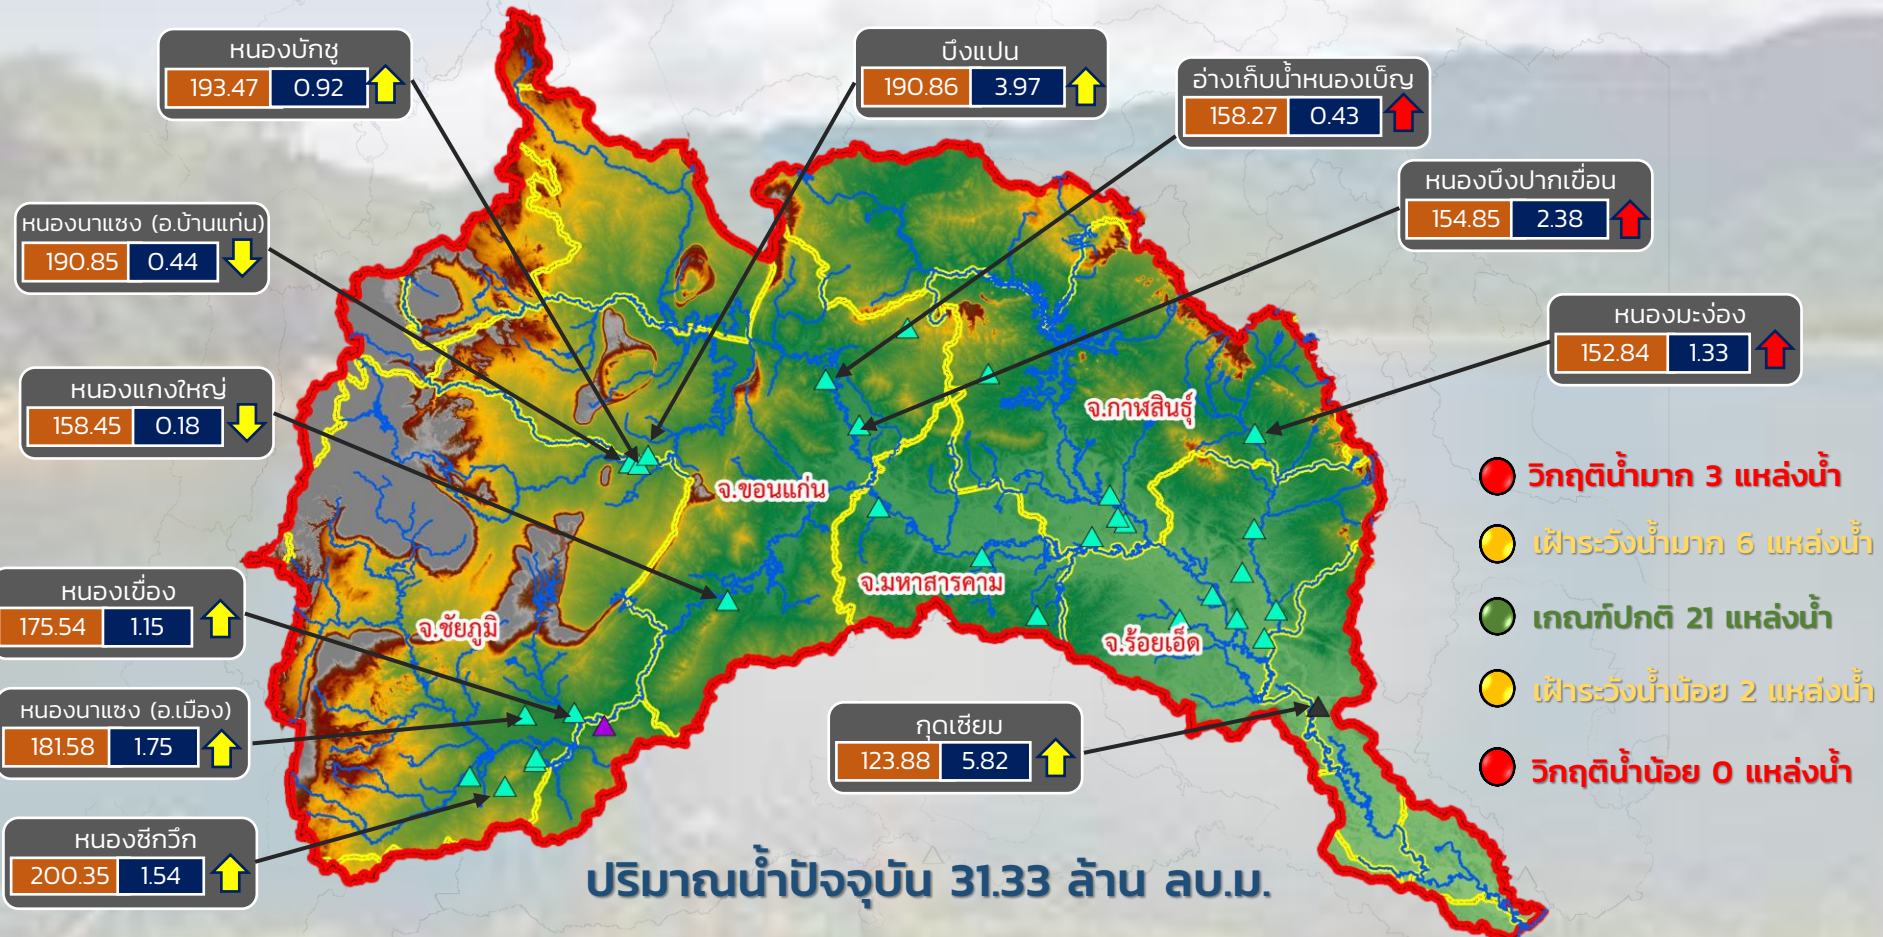 หนองบักชู
193.47 0.92
บึงแปน
190.86 3.97
อ่างเก็บน้ำหนองเบ็ญ
158.27 0.43
หนองบึงปากเขื่อน
154.85 2.38
หนองนาแซง (อ.บ้านแท่น)
190.85 0.44
หนองมะง่อง
152.84 1.33
หนองแกงใหญ่
158.45 0.18
จ.กาฬสินธุ์
จ.ขอนแก่น
วิกฤติน้ำมาก 3 แหล่งน้ำ
เฝ้าระวังน้ำมาก 6 แหล่งน้ำ
หนองเขื่อง
175.54 1.15
จ.มหาสารคาม
จ.ชัยภูมิ
จ.ร้อยเอ็ด
เกณฑ์ปกติ 21 แหล่งน้ำ
เฝ้าระวังน้ำน้อย 2 แหล่งน้ำ
หนองนาแซง (อ.เมือง)
181.58 1.75
กุดเซียม
123.88 5.82
วิกฤติน้ำน้อย 0 แหล่งน้ำ
หนองซีกวึก
200.35 1.54
ปริมาณน้ำปัจจุบัน 31.33 ล้าน ลบ.ม.